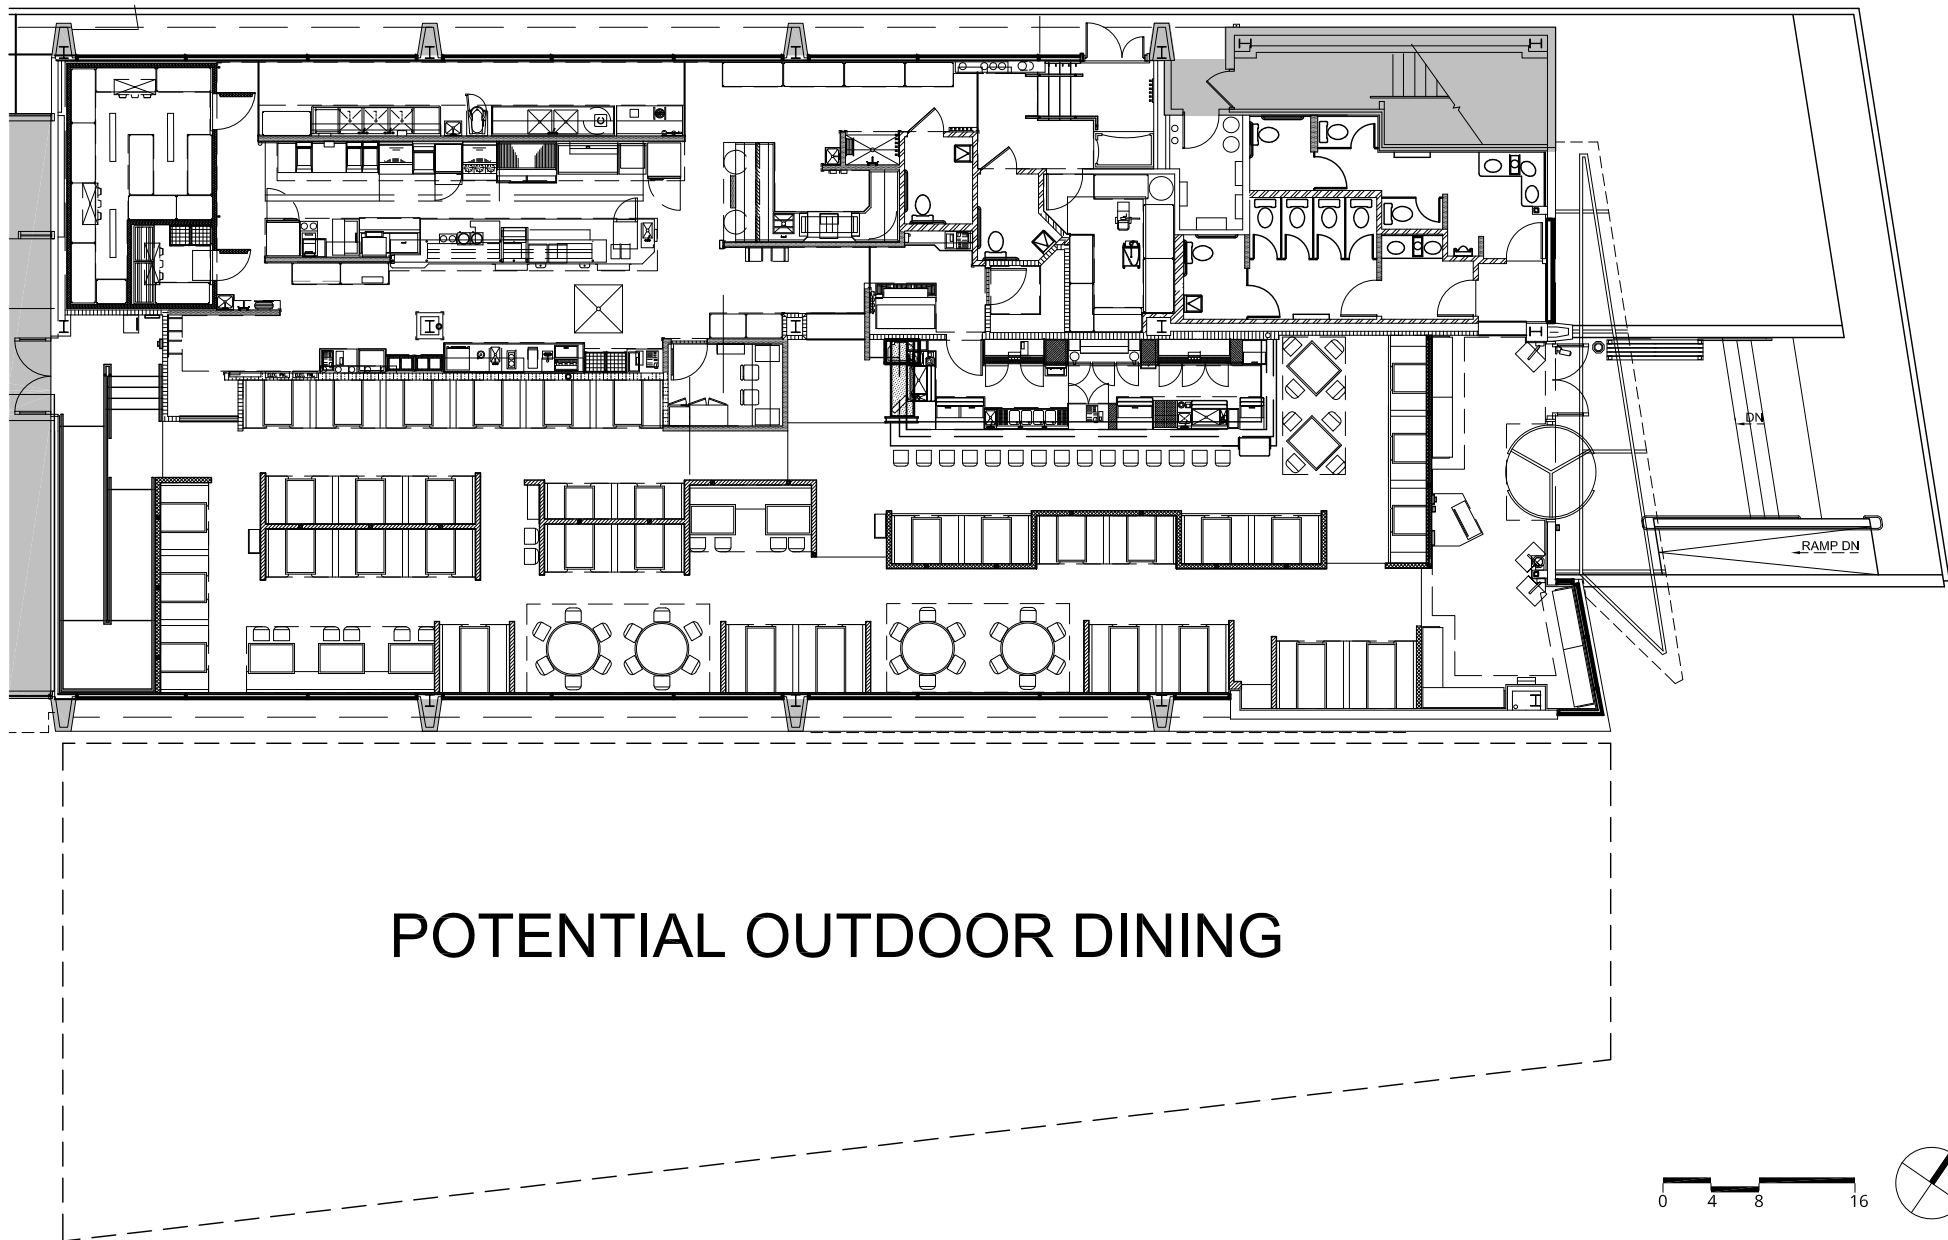 DN
RAMP DN
POTENTIAL OUTDOOR DINING
0 4 8 16